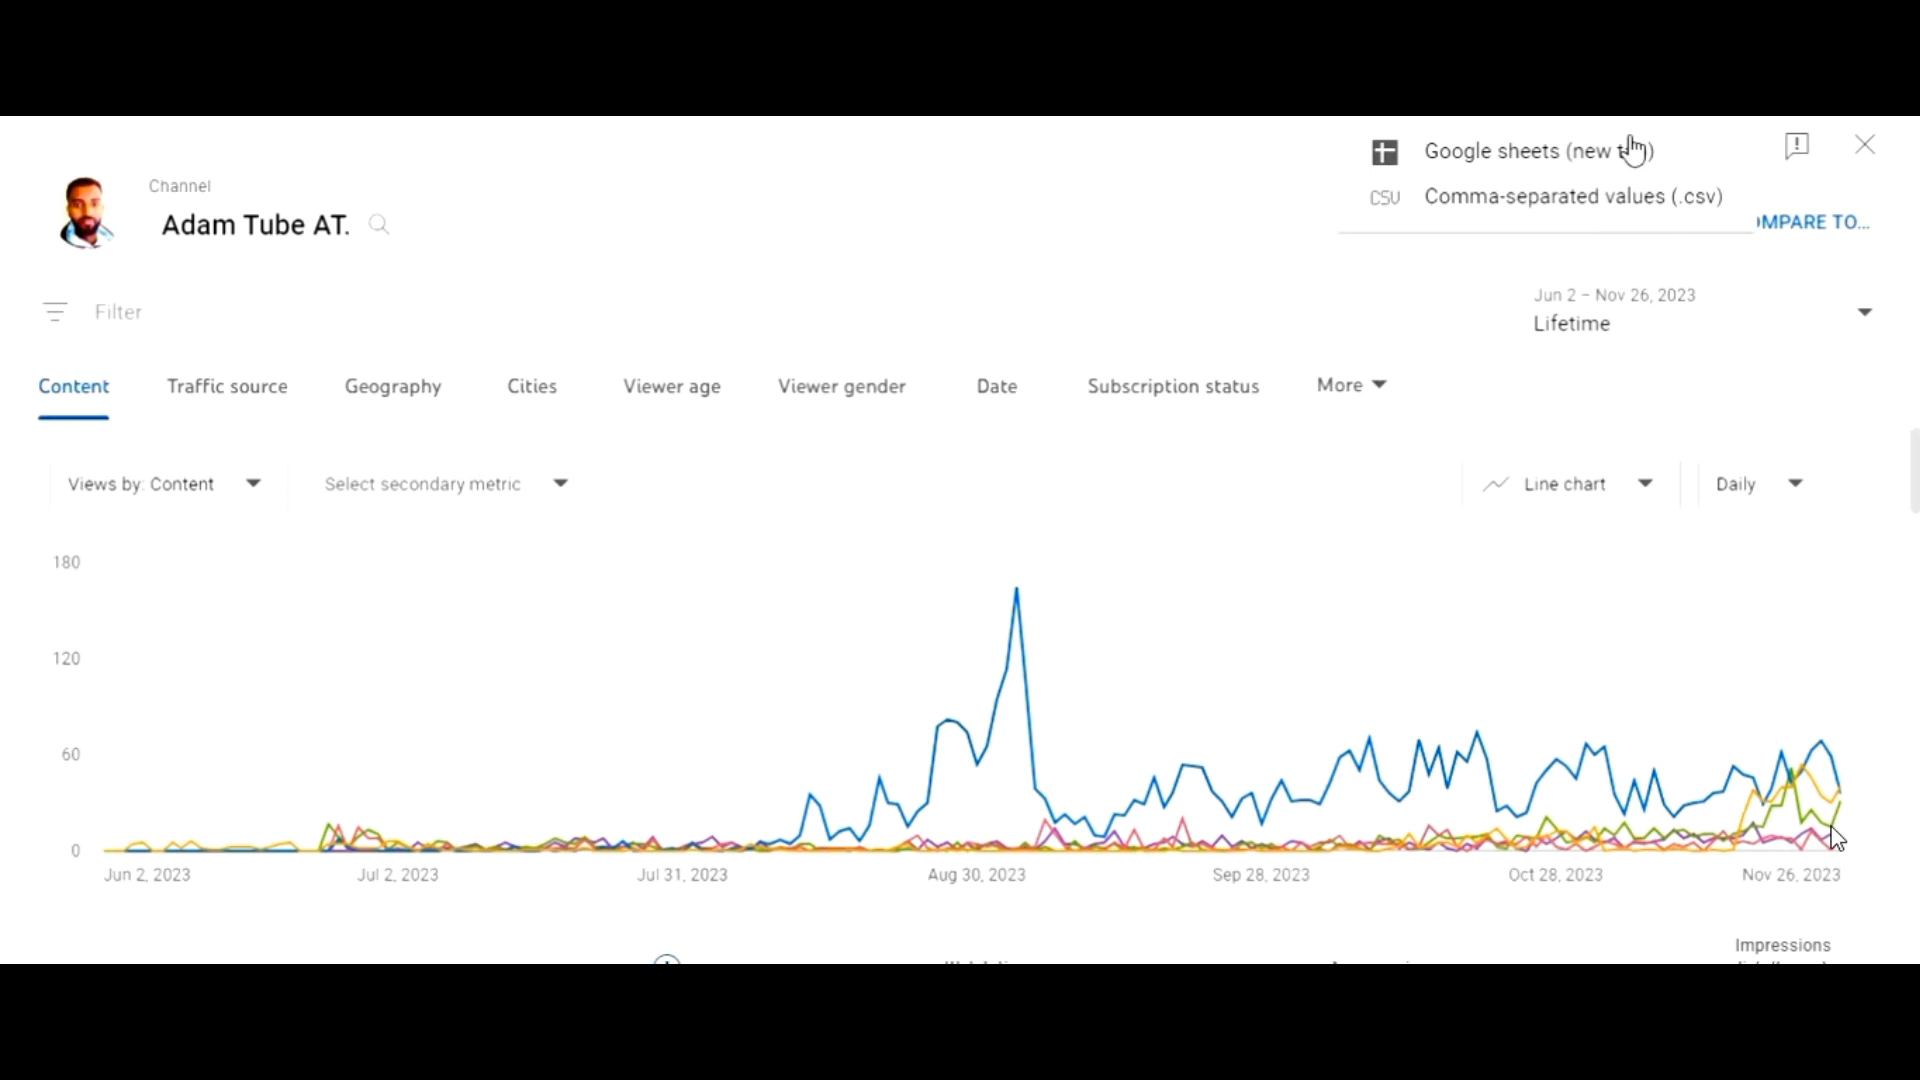 Google sheets (new
CSV Comma-separated values (.csv)
Channel
Adam Tube AT.
MPARE TO...
Filter
Jun 2 – Nov 26, 2023
Lifetime
Content Traffic source Geography Cities Viewer age Viewer gender Date Subscription status More
Views by: Content Select secondary metric Line chart Daily
180
120
60
0
Jun 2, 2023 Jul 2, 2023 Jul 31, 2023 Aug 30, 2023 Sep 28, 2023 Oct 28, 2023 Nov 26, 2023
Impressions